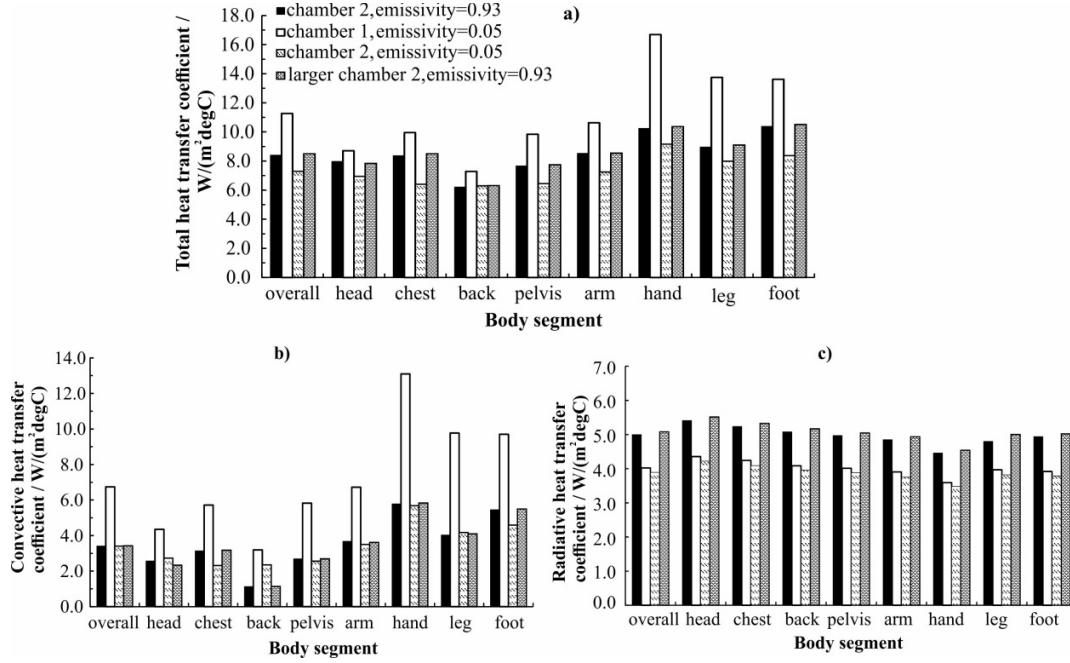 a)
chamber 2, emissivity=0.93
chamber 1, emissivity=0.05
chamber 2, emissivity=0.05
larger chamber 2, emissivity=0.93
Total heat transfer coefficient /
W/(m²degC)
18.0
16.0
14.0
12.0
10.0
8.0
6.0
4.0
2.0
0.0
overall head chest back pelvis arm hand leg foot
Body segment
b)
Convective heat transfer
coefficient / W/(m²degC)
14.0
12.0
10.0
8.0
6.0
4.0
2.0
0.0
overall head chest back pelvis arm hand leg foot
Body segment
c)
Radiative heat transfer
coefficient / W/(m²degC)
7.0
6.0
5.0
4.0
3.0
2.0
1.0
0.0
overall head chest back pelvis arm hand leg foot
Body segment